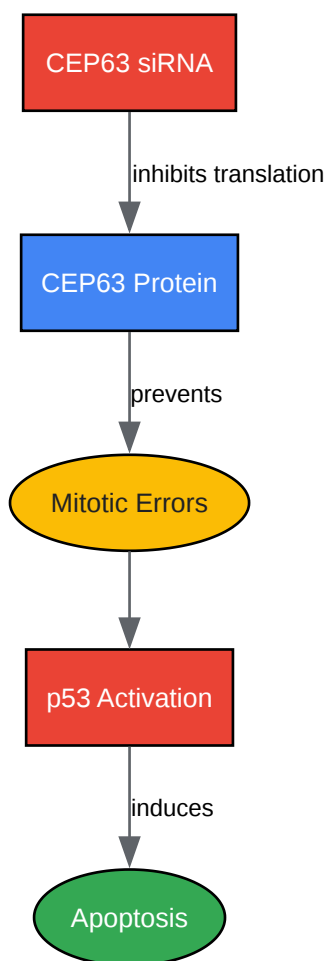 CEP63 siRNA
inhibits translation
CEP63 Protein
prevents
Mitotic Errors
p53 Activation
induces
Apoptosis